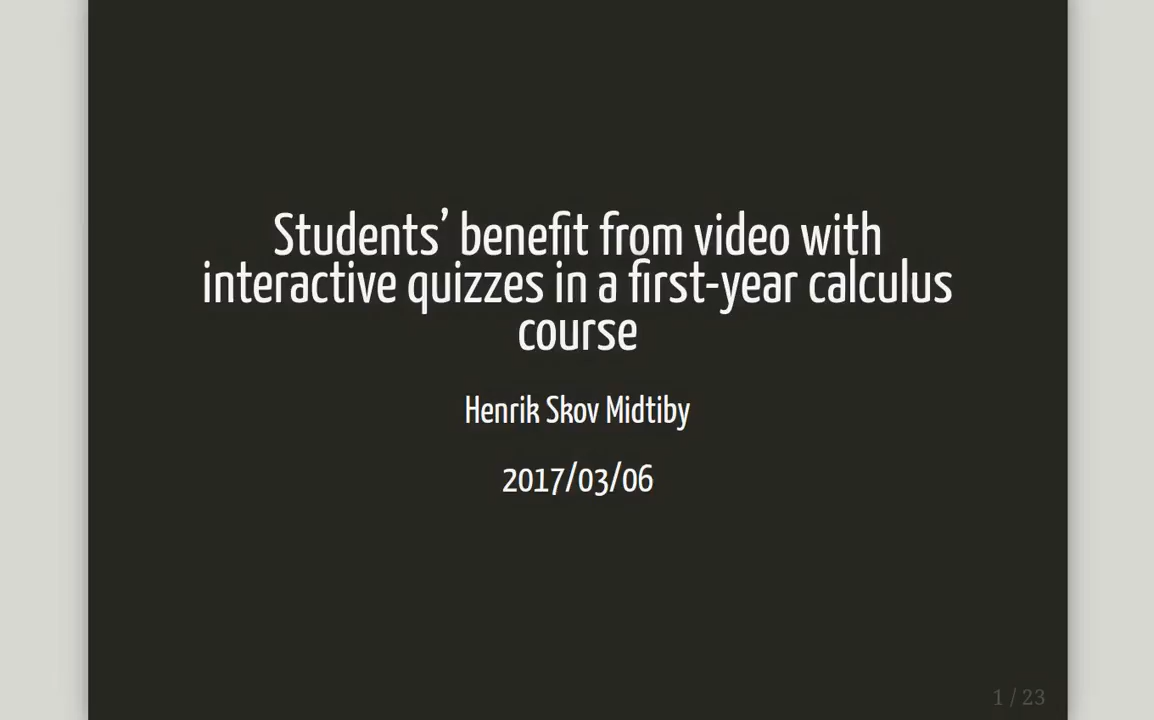 Students’ benefit from video with
interactive quizzes in a first-year calculus
course
Henrik Skov Midtiby
2017/03/06
1 / 23